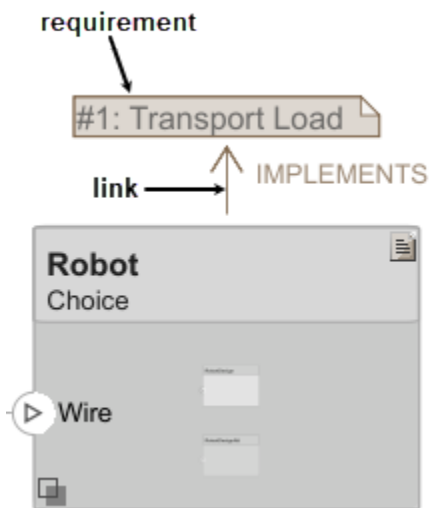 requirement
#1: Transport Load
link
IMPLEMENTS
Robot
Choice
Wire